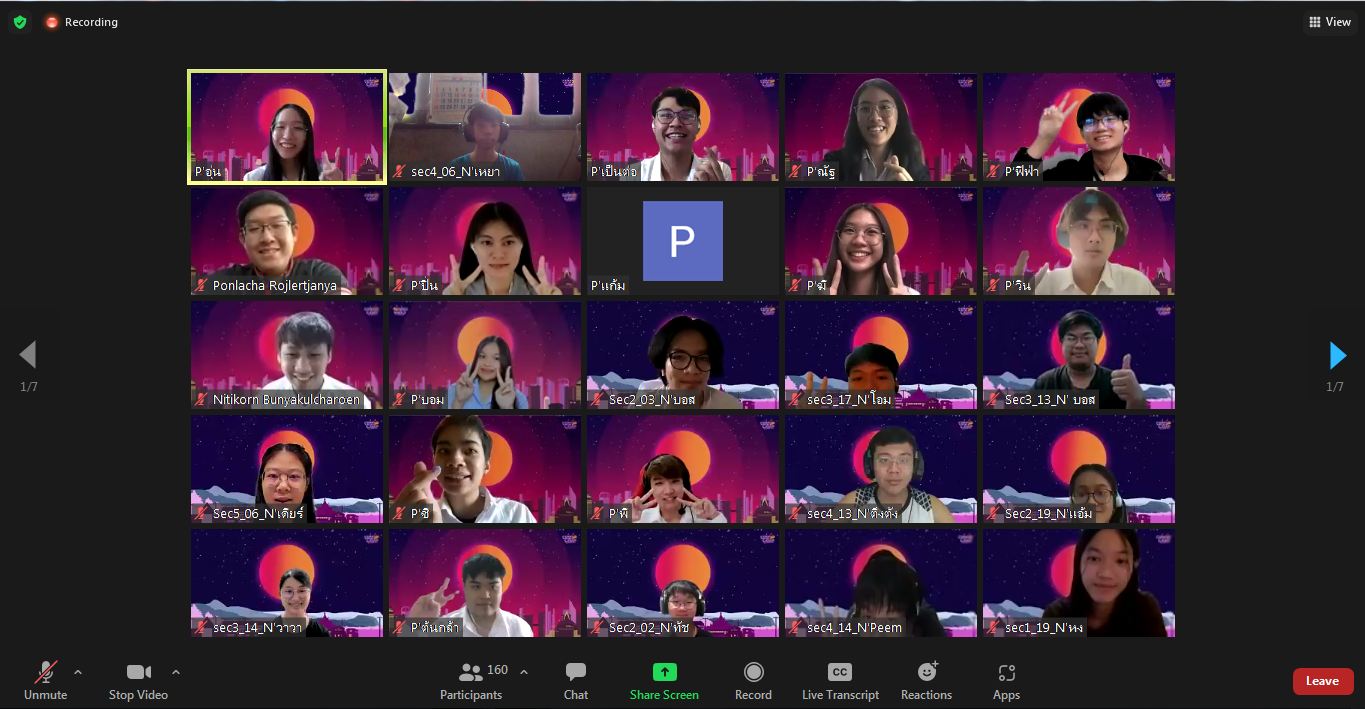 Recording
View
P'อุ่น
sec4_06_N'เหยา
P'เป็นต่อ
P'ณัฐ
P'ฟีฟ่า
Ponlacha Rojlertjanya
P'ปิ่น
P
P'แก้ม
P'วิน
Nitikorn Bunyakulcharoen
P'บอม
Sec2_03_N'บอส
sec3_17_N'โอม
Sec3_13_N' บอส
Sec5_06_N'เดียร์
P'ซี
P'พี
sec4_13_N'ติ๊งต๊ง
Sec2_19_N'แอ้ม
sec3_14_N'วาวา
P'ต้นกล้า
Sec2_02_N'ทัช
sec4_14_N'Peem
sec1_19_N'หง
1/7
1/7
Unmute
Stop Video
160
Participants
Chat
Share Screen
Record
CC
Live Transcript
Reactions
Apps
Leave